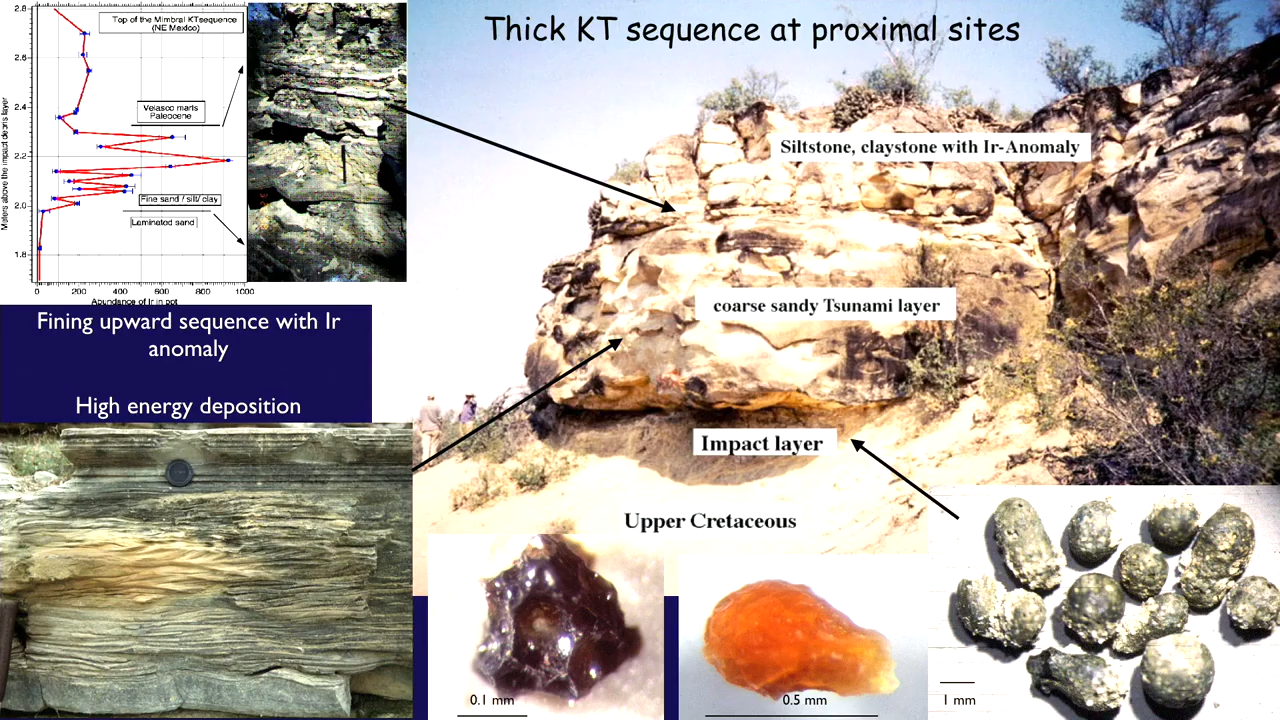 Thick KT sequence at proximal sites
Top of the Mimbral KTsequence
(NE Mexico)
2.8
2.6
2.4
2.2
2.0
1.8
Meters above the impact debris layer
Velasco marls
Paleocene
Fine sand / silt/ clay
Laminated sand
0 200 400 600 800 1000
Abundance of Ir in ppt
Siltstone, claystone with Ir-Anomaly
coarse sandy Tsunami layer
Impact layer
Upper Cretaceous
Fining upward sequence with Ir
anomaly
High energy deposition
0.1 mm
0.5 mm
1 mm